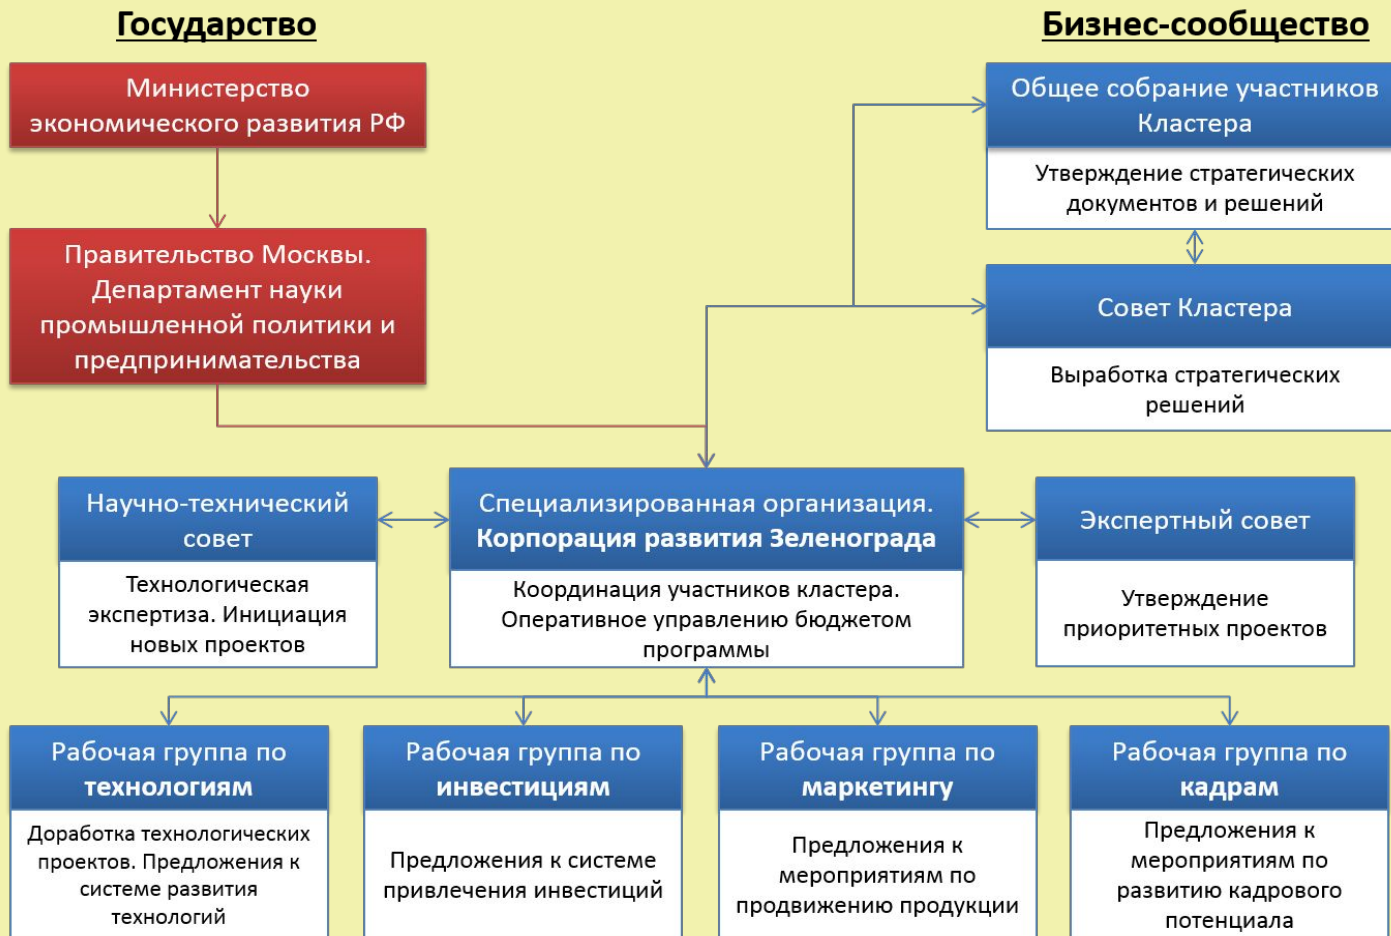 Государство
Бизнес-сообщество
Министерство
экономического развития РФ
Общее собрание участников
Кластера
Утверждение стратегических
документов и решений
Правительство Москвы.
Департамент науки
промышленной политики и
предпринимательства
Совет Кластера
Выработка стратегических
решений
Научно-технический
совет
Технологическая
экспертиза. Инициация
новых проектов
Специализированная организация.
Корпорация развития Зеленограда
Координация участников кластера.
Оперативное управлению бюджетом
программы
Экспертный совет
Утверждение
приоритетных проектов
Рабочая группа по
технологиям
Доработка технологических
проектов. Предложения к
системе развития
технологий
Рабочая группа по
инвестициям
Предложения к системе
привлечения инвестиций
Рабочая группа по
маркетингу
Предложения к
мероприятиям по
продвижению продукции
Рабочая группа по
кадрам
Предложения к
мероприятиям по
развитию кадрового
потенциала